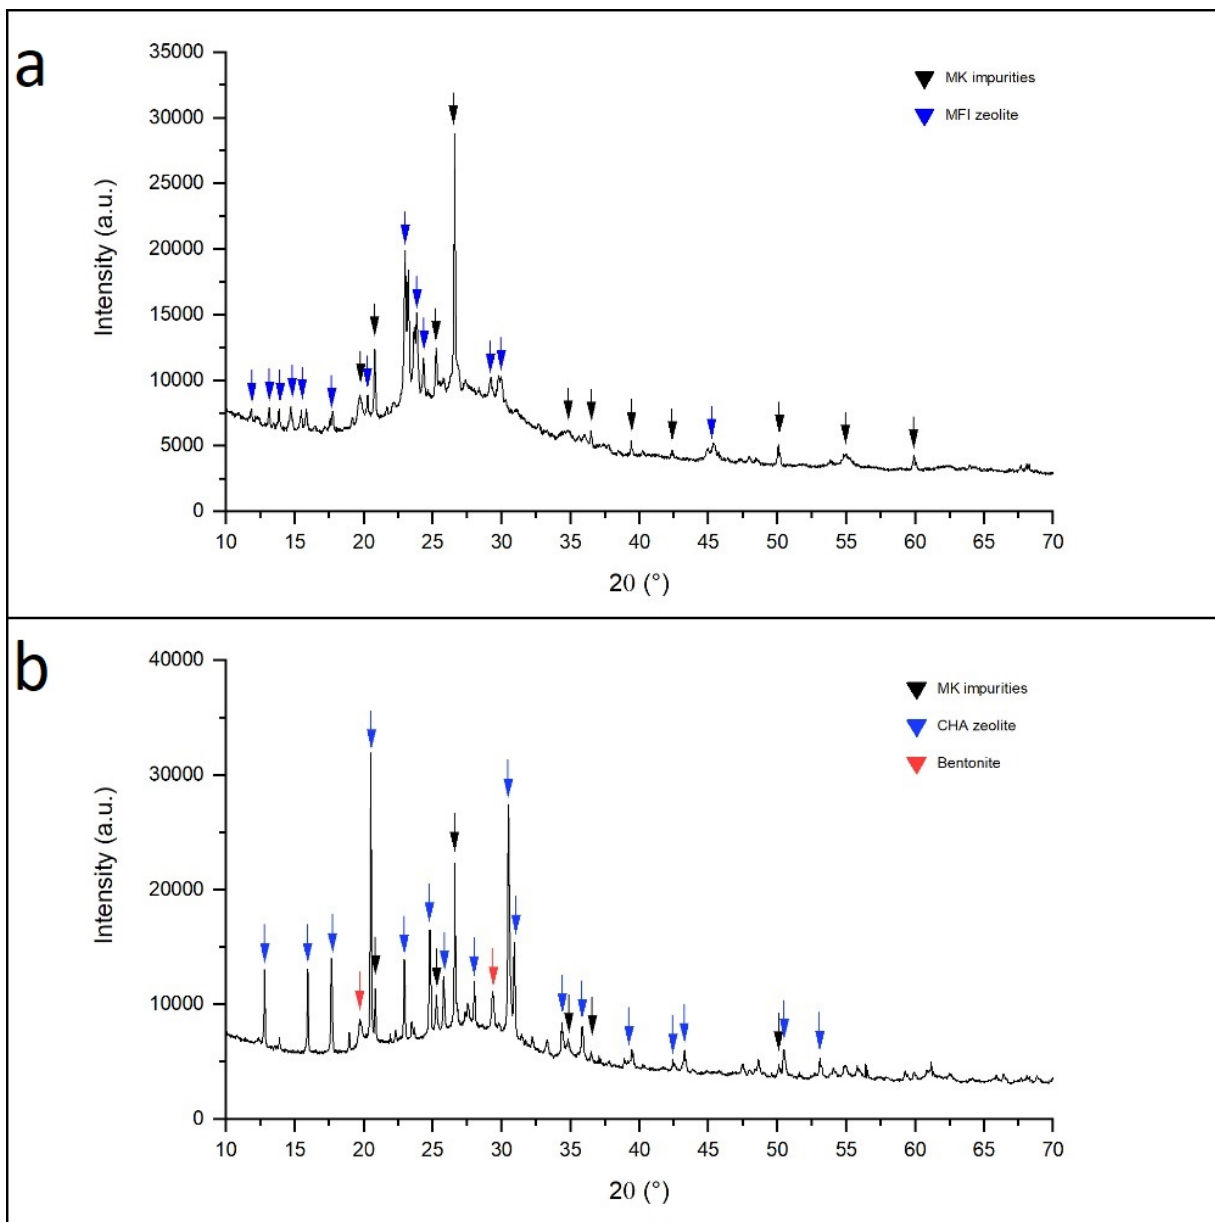 a
35000
30000
25000
20000
15000
10000
5000
0
Intensity (a.u.)
MK impurities
MFI zeolite
10 15 20 25 30 35 40 45 50 55 60 65 70
2θ (°)
b
40000
30000
20000
10000
0
Intensity (a.u.)
MK impurities
CHA zeolite
Bentonite
10 15 20 25 30 35 40 45 50 55 60 65 70
2θ (°)